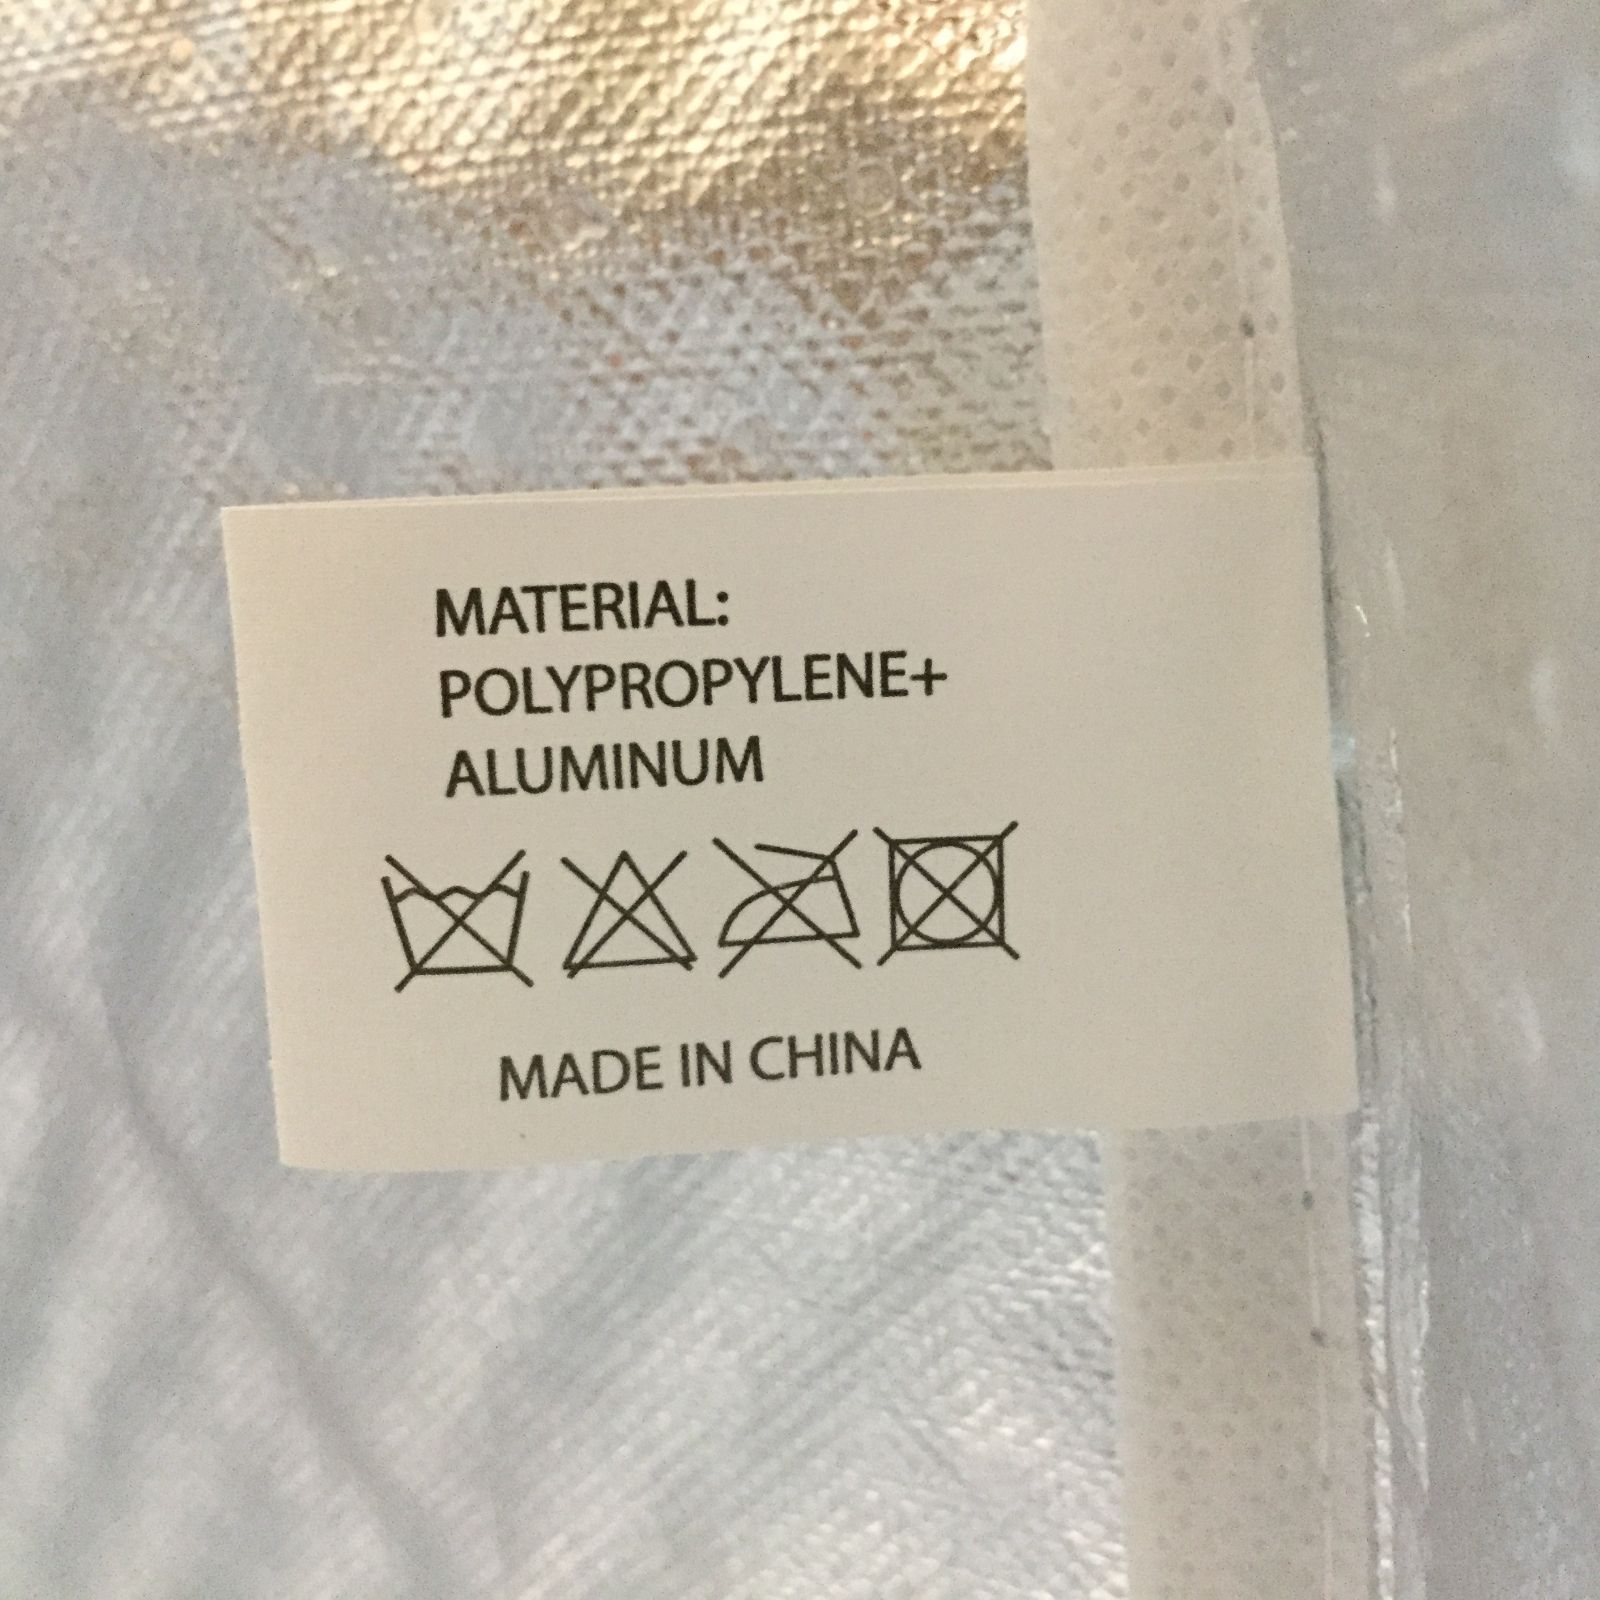 MATERIAL:
POLYPROPYLENE+
ALUMINUM
MADE IN CHINA